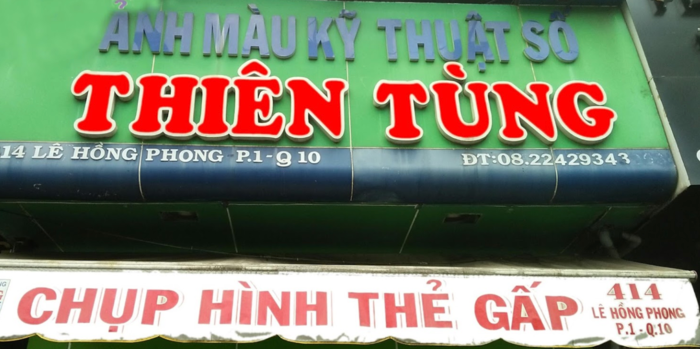 ẢNH MÀU KỸ THUẬT SỐ
THIÊN TÙNG
14 LÊ HỒNG PHONG P.1-Q 10 ĐT:08.22429343
CHỤP HÌNH THẺ GẤP
414
LÊ HỒNG PHONG
P.1-Q.10